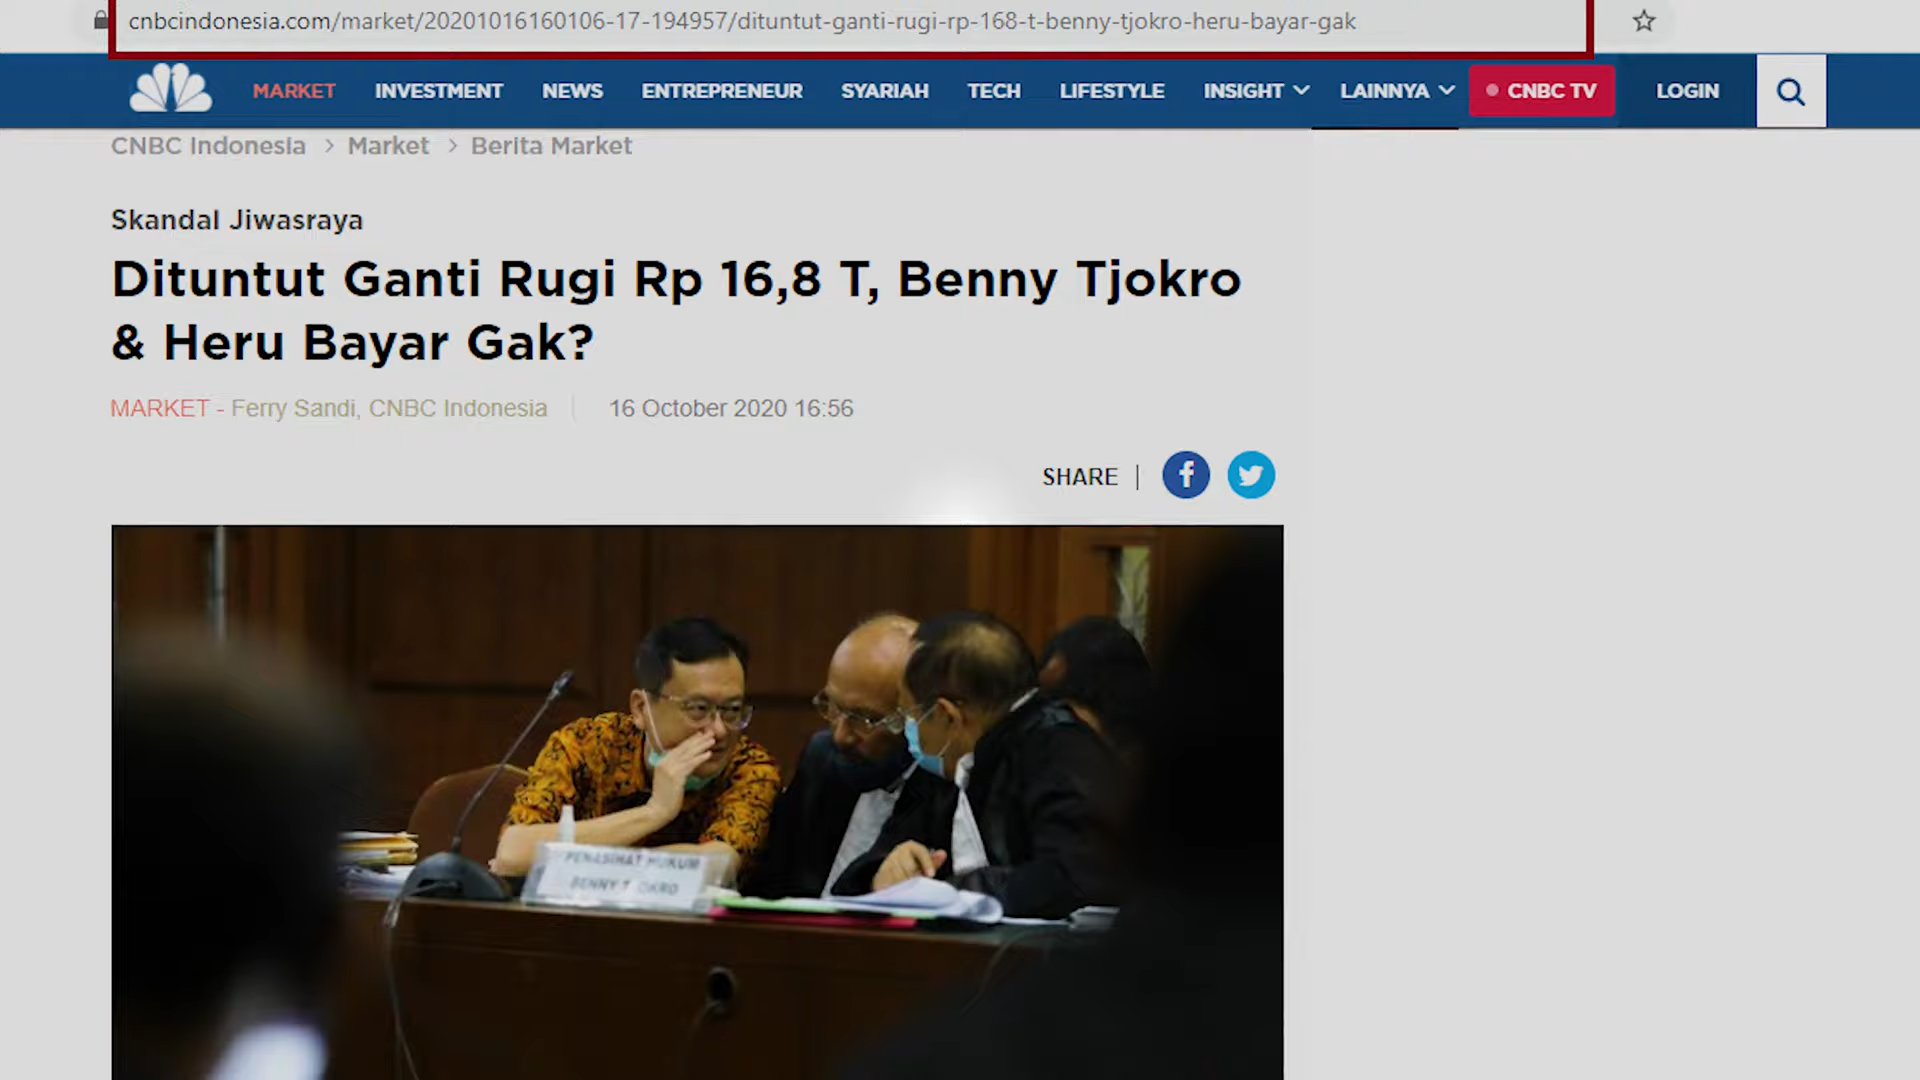 cnbcindonesia.com/market/20201016160106-17-194957/dituntut-ganti-rugi-rp-168-t-benny-tjokro-heru-bayar-gak
MARKET INVESTMENT NEWS ENTREPRENEUR SYARIAH TECH LIFESTYLE INSIGHT LAINNYA CNBC TV LOGIN
CNBC Indonesia > Market > Berita Market
Skandal Jiwasraya
Dituntut Ganti Rugi Rp 16,8 T, Benny Tjokro
& Heru Bayar Gak?
MARKET - Ferry Sandi, CNBC Indonesia | 16 October 2020 16:56
SHARE |
PENASIHAT HUKUM
BENNY T